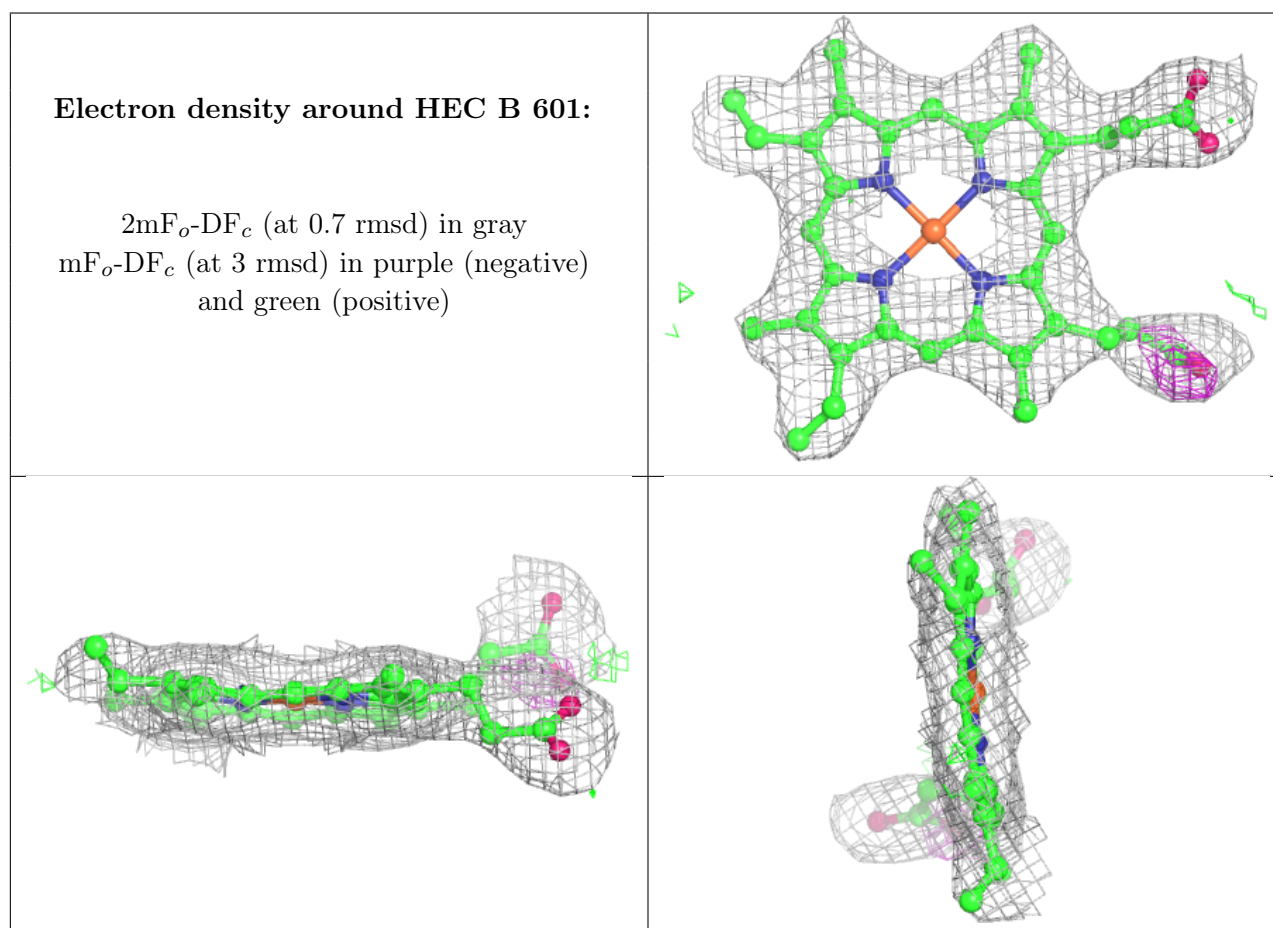 Electron density around HEC B 601:
2mFo-DFc (at 0.7 rmsd) in gray
mFo-DFc (at 3 rmsd) in purple (negative)
and green (positive)